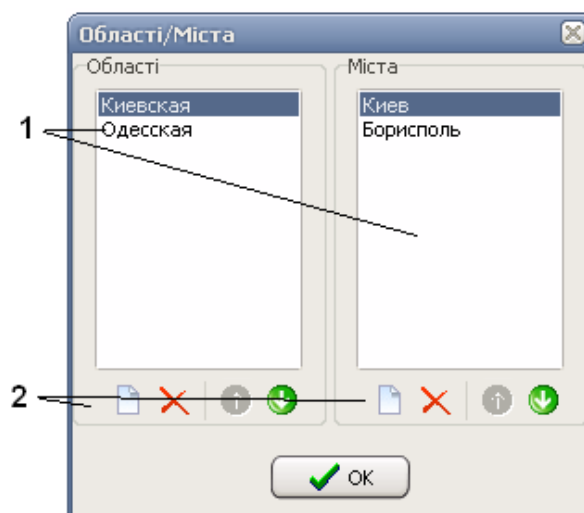 Області/Міста
Області
Міста
Киевская
Одесская
Киев
Борисполь
1
2
OK